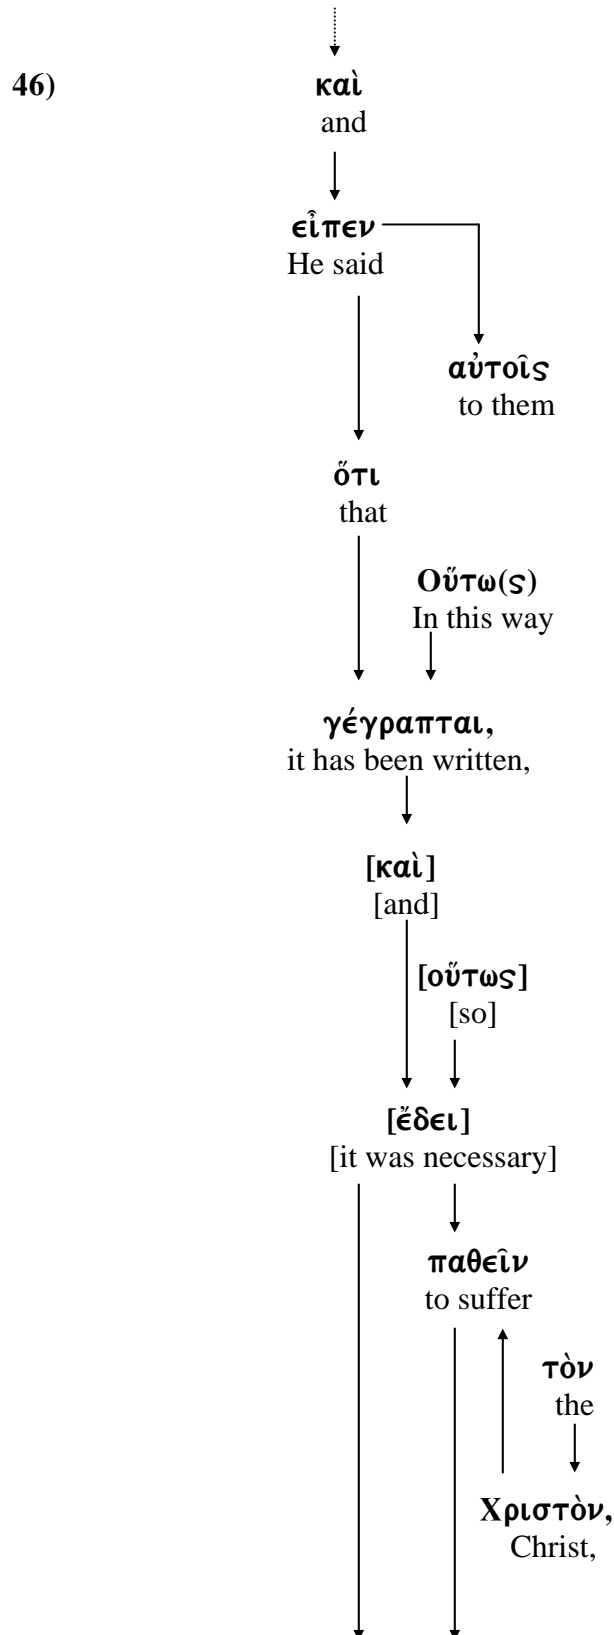 46) καὶ
and
εἶπεν
He said
αὐτοῖς
to them
ὅτι
that
Οὕτω(ς)
In this way
γέγραπται,
it has been written,
[καὶ]
[and]
[οὕτως]
[so]
[ἔδει]
[it was necessary]
παθεῖν
to suffer
τὸν
the
Χριστὸν,
Christ,